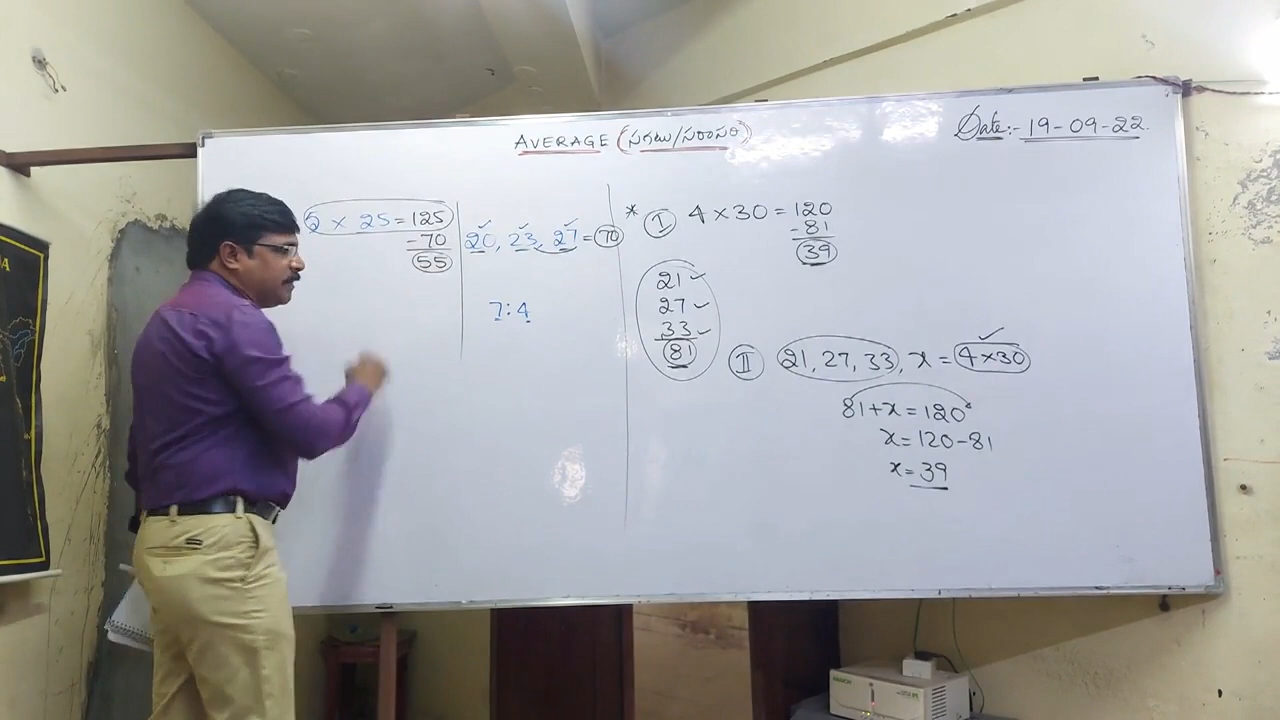 AVERAGE (సగటు/సరాసరి)
Date:- 19-09-22.
5 × 25 = 125
- 70
55
20, 23, 27 = 70
7:4
* I 4 × 30 = 120
- 81
39
21
27
33
81
II 21, 27, 33, x = 4×30
81+x = 120
x = 120-81
x = 39